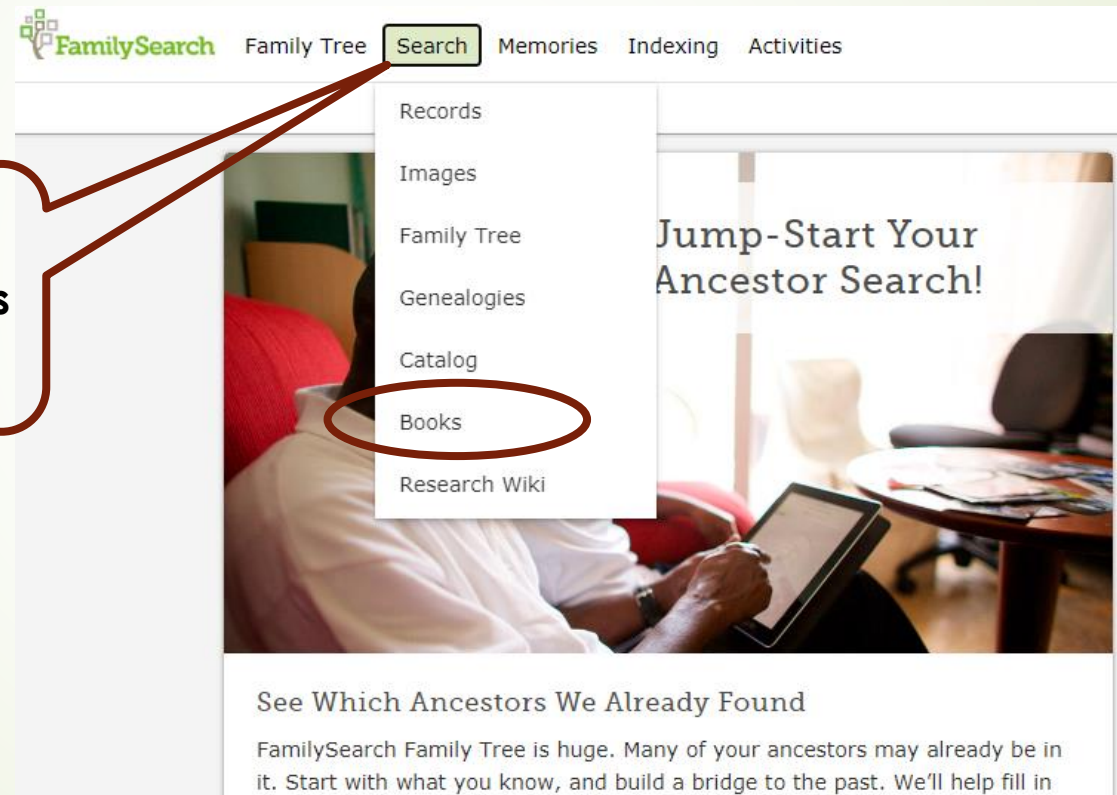 FamilySearch Family Tree Search Memories Indexing Activities
Records
Images
Family Tree
Genealogies
Catalog
Books
Research Wiki
Jump-Start Your
Ancestor Search!
See Which Ancestors We Already Found
FamilySearch Family Tree is huge. Many of your ancestors may already be in
it. Start with what you know, and build a bridge to the past. We'll help fill in